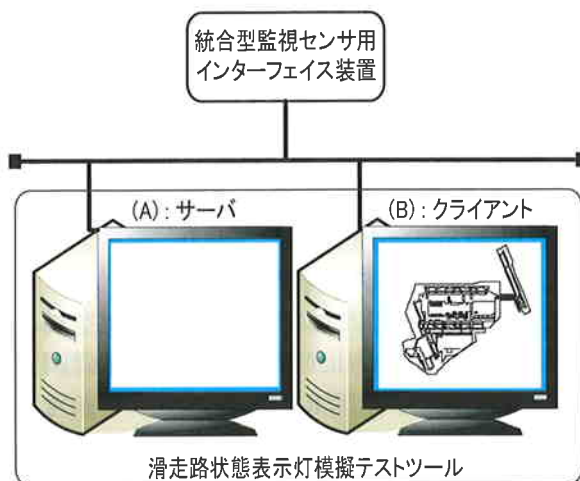 統合型監視センサ用
インターフェイス装置
(A)：サーバ
(B)：クライアント
滑走路状態表示灯模擬テストツール